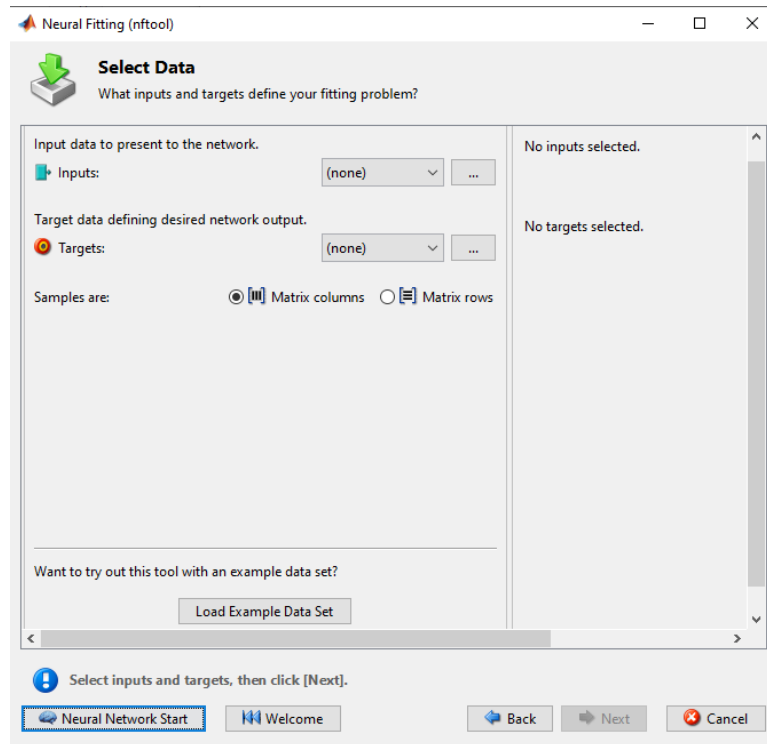 Neural Fitting (nftool)
Select Data
What inputs and targets define your fitting problem?
Input data to present to the network.
Inputs: (none) ...
No inputs selected.
Target data defining desired network output.
Targets: (none) ...
No targets selected.
Samples are: Matrix columns Matrix rows
Want to try out this tool with an example data set?
Load Example Data Set
Select inputs and targets, then click [Next].
Neural Network Start Welcome Back Next Cancel